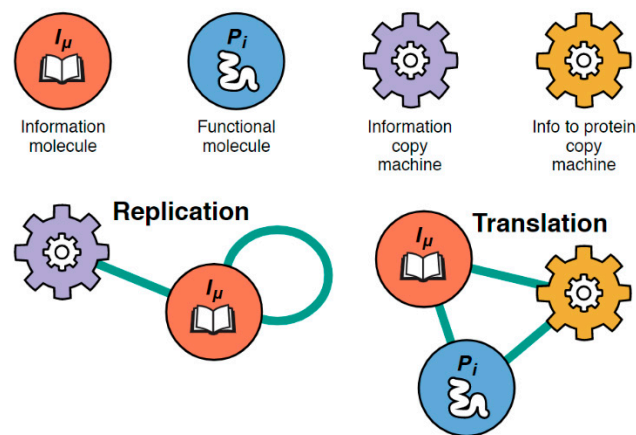 Iμ
Pi
Information
molecule
Functional
molecule
Information
copy
machine
Info to protein
copy
machine
Replication
Iμ
Translation
Iμ
Pi